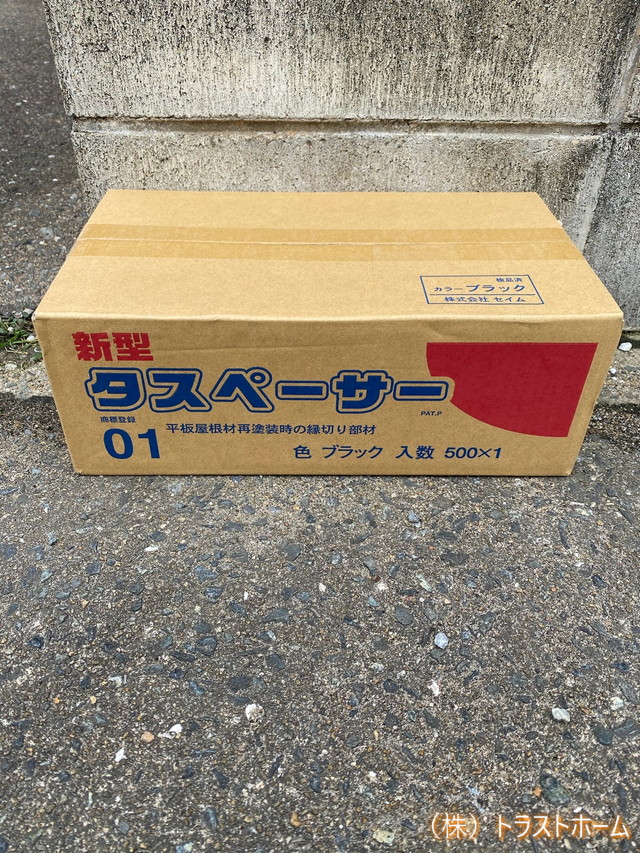 検品済
カラー ブラック
株式会社 セイム
新型
タスペーサー
PAT.P
商標登録
01 平板屋根材再塗装時の縁切り部材
色 ブラック 入数 500×1
(株) トラストホーム